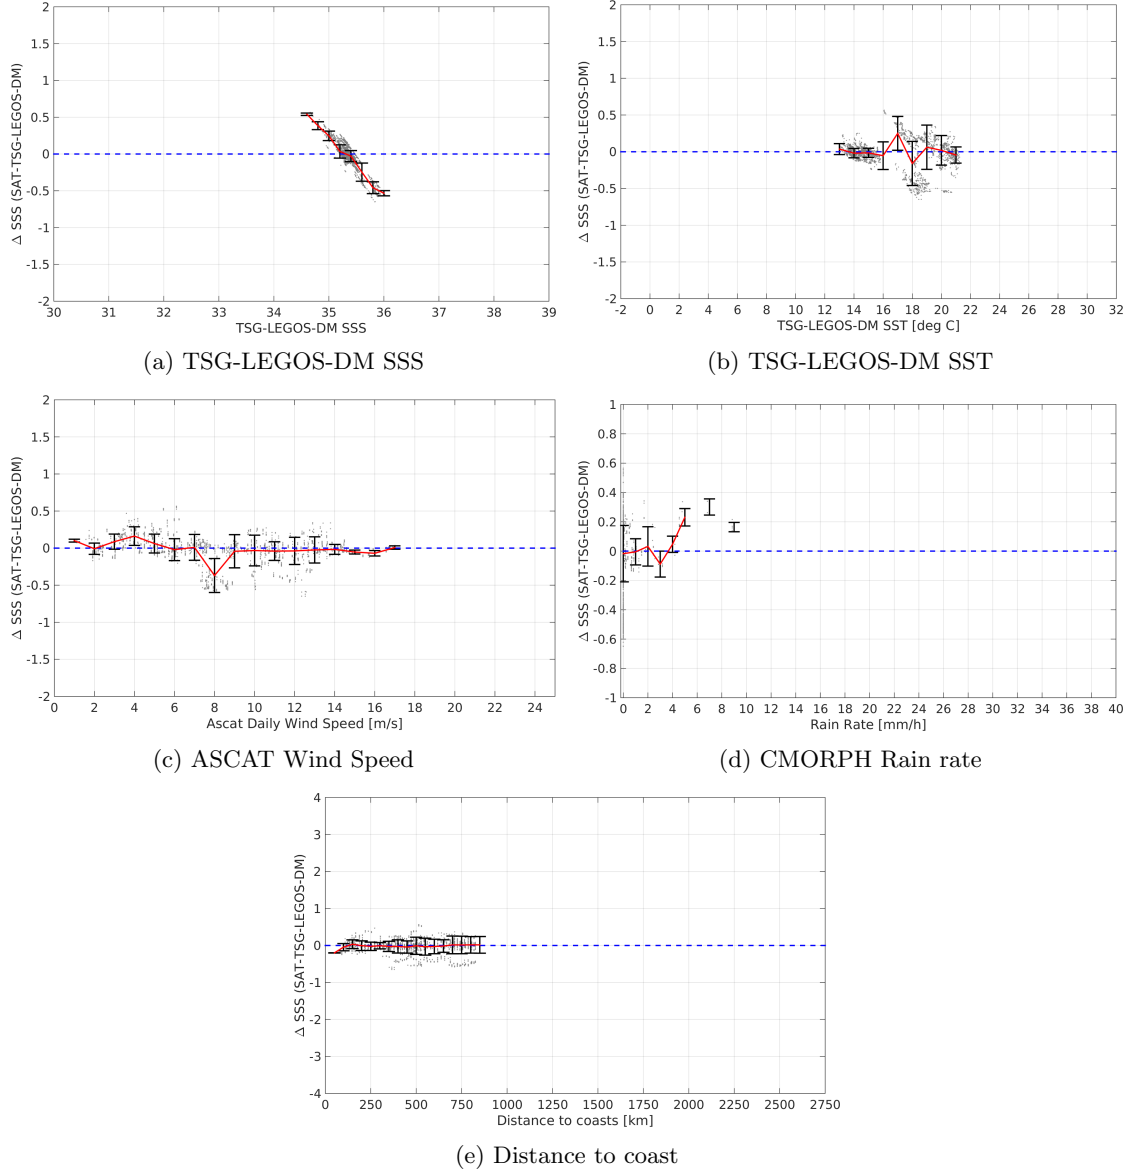 2
1.5
1
0.5
0
-0.5
-1
-1.5
-2
Δ SSS (SAT-TSG-LEGOS-DM)
30 31 32 33 34 35 36 37 38 39
TSG-LEGOS-DM SSS
(a) TSG-LEGOS-DM SSS
2
1.5
1
0.5
0
-0.5
-1
-1.5
-2
Δ SSS (SAT-TSG-LEGOS-DM)
-2 0 2 4 6 8 10 12 14 16 18 20 22 24 26 28 30 32
TSG-LEGOS-DM SST [deg C]
(b) TSG-LEGOS-DM SST
2
1.5
1
0.5
0
-0.5
-1
-1.5
-2
Δ SSS (SAT-TSG-LEGOS-DM)
0 2 4 6 8 10 12 14 16 18 20 22 24
Ascat Daily Wind Speed [m/s]
(c) ASCAT Wind Speed
1
0.8
0.6
0.4
0.2
0
-0.2
-0.4
-0.6
-0.8
-1
Δ SSS (SAT-TSG-LEGOS-DM)
0 2 4 6 8 10 12 14 16 18 20 22 24 26 28 30 32 34 36 38 40
Rain Rate [mm/h]
(d) CMORPH Rain rate
4
3
2
1
0
-1
-2
-3
-4
Δ SSS (SAT-TSG-LEGOS-DM)
0 250 500 750 1000 1250 1500 1750 2000 2250 2500 2750
Distance to coasts [km]
(e) Distance to coast